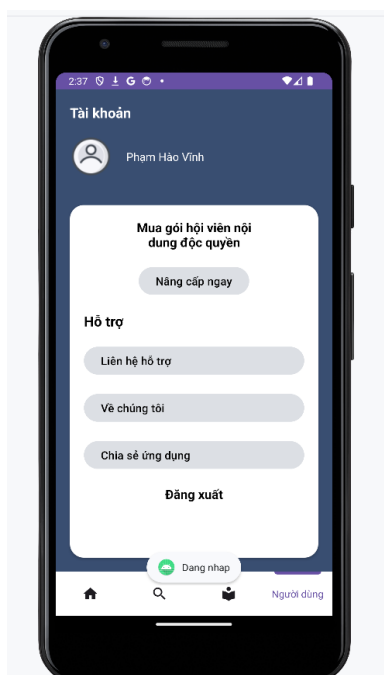 2:37
Tài khoản
Phạm Hào Vĩnh
Mua gói hội viên nội
dung độc quyền
Nâng cấp ngay
Hỗ trợ
Liên hệ hỗ trợ
Về chúng tôi
Chia sẻ ứng dụng
Đăng xuất
Dang nhap
Người dùng